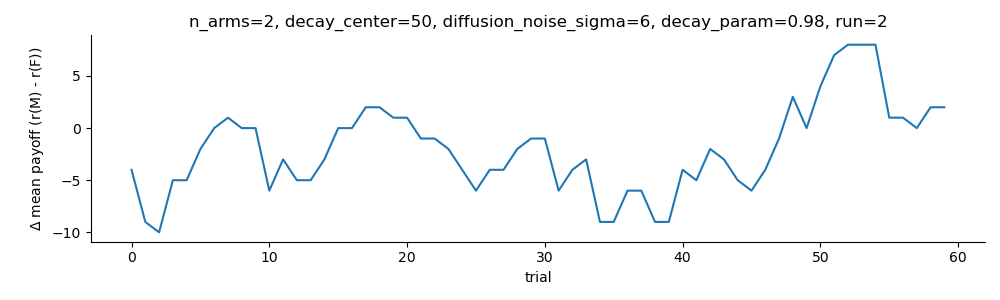 n_arms=2, decay_center=50, diffusion_noise_sigma=6, decay_param=0.98, run=2
Δ mean payoff (r(M) - r(F))
5
0
−5
−10
0 10 20 30 40 50 60
trial